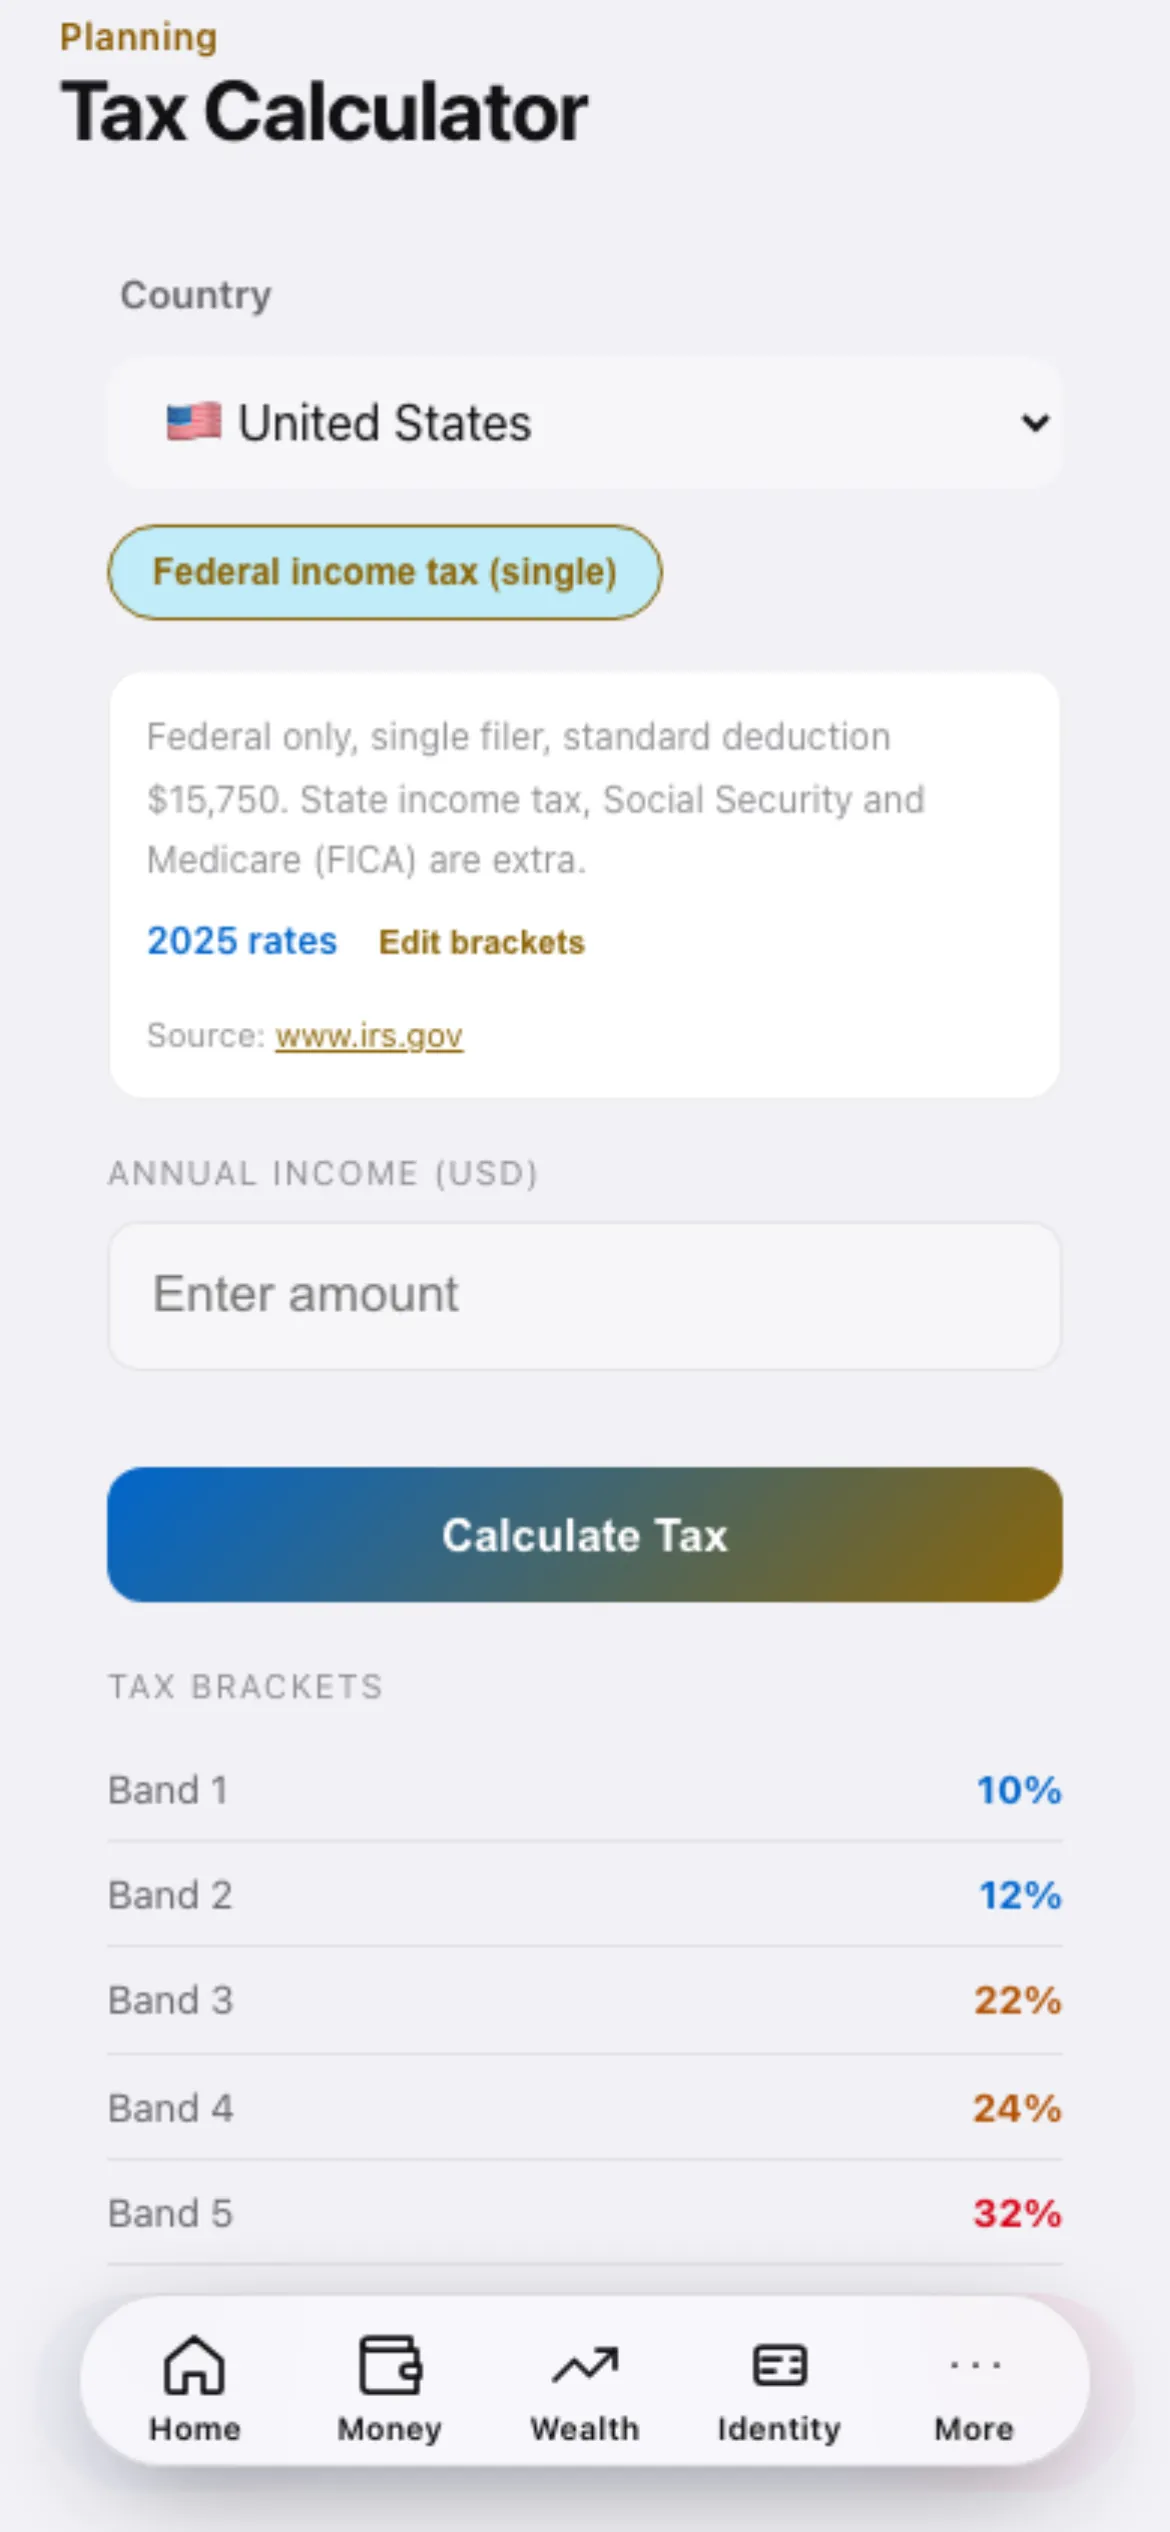 Planning
Tax Calculator
Country
🇺🇸 United States
Federal income tax (single)
Federal only, single filer, standard deduction
$15,750. State income tax, Social Security and
Medicare (FICA) are extra.
2025 rates Edit brackets
Source: www.irs.gov
ANNUAL INCOME (USD)
Enter amount
Calculate Tax
TAX BRACKETS
Band 1 10%
Band 2 12%
Band 3 22%
Band 4 24%
Band 5 32%
Home Money Wealth Identity More